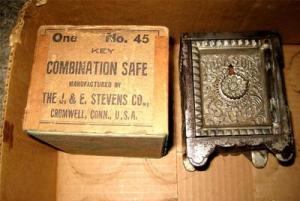 One No. 45
KEY
COMBINATION SAFE
MANUFACTURED BY
THE J. & E. STEVENS CO.,
CROMWELL, CONN., U.S.A.